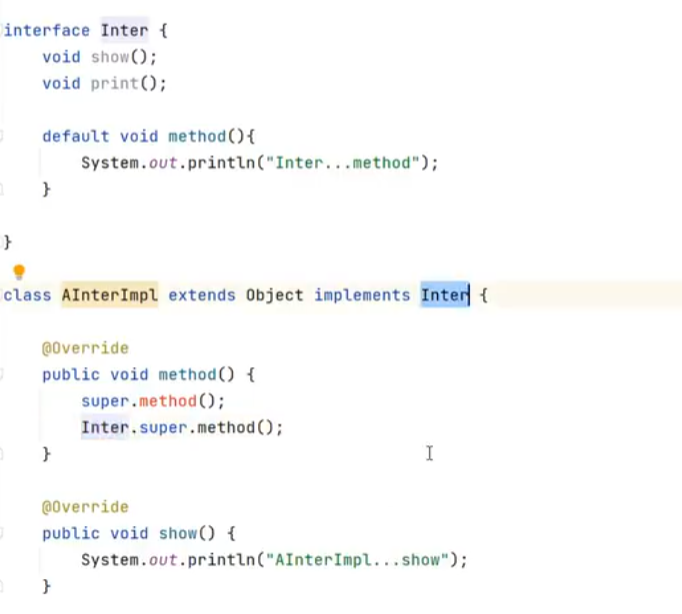 interface Inter {
void show();
void print();
default void method(){
System.out.println("Inter...method");
}
}
class AInterImpl extends Object implements Inter {
@Override
public void method() {
super.method();
Inter.super.method();
}
@Override
public void show() {
System.out.println("AInterImpl...show");
}